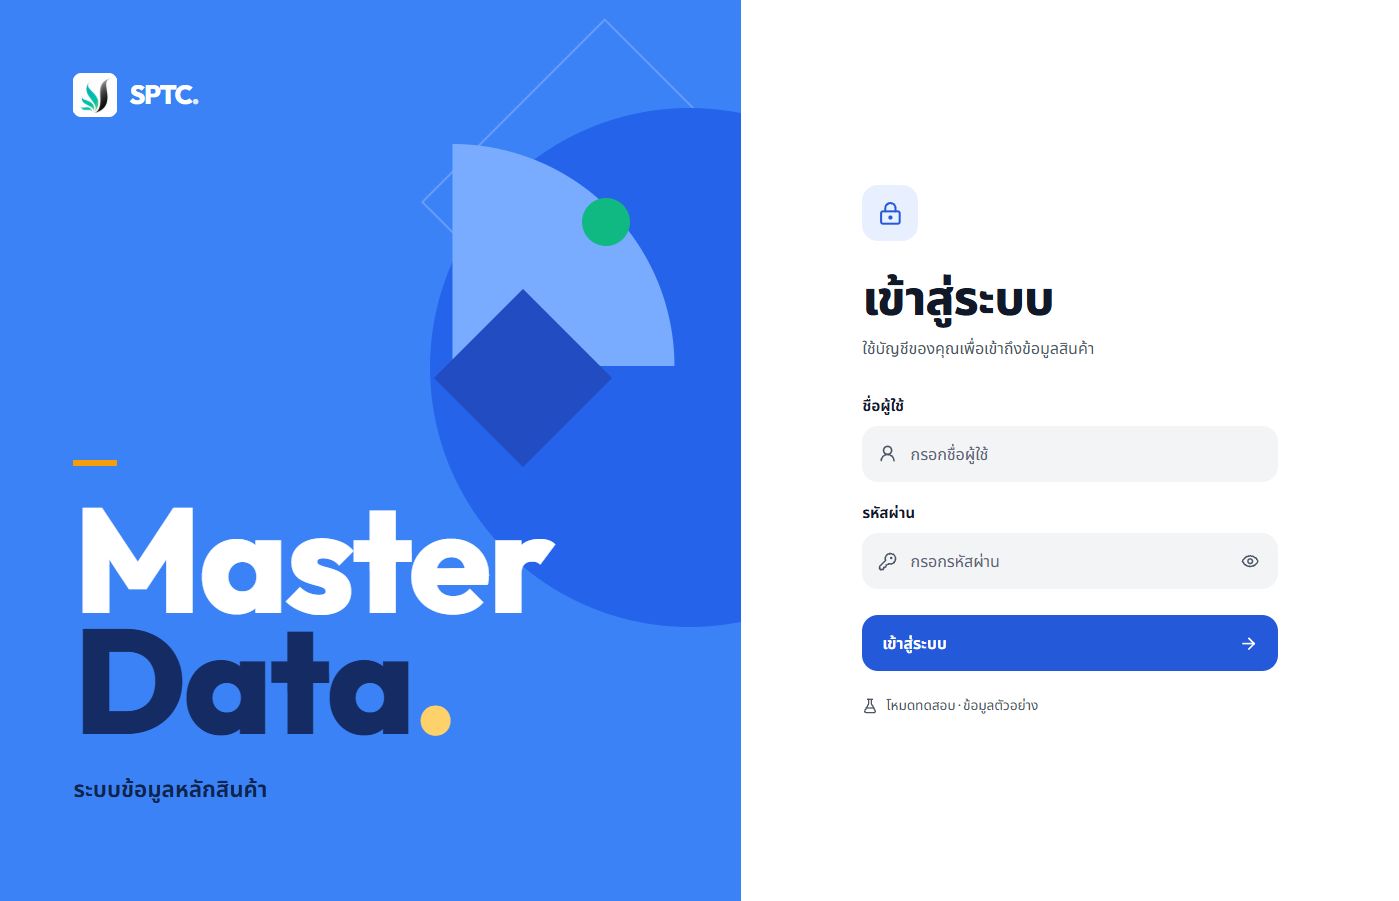 SPTC.
Master
Data.
ระบบข้อมูลหลักสินค้า
เข้าสู่ระบบ
ใช้บัญชีของคุณเพื่อเข้าถึงข้อมูลสินค้า
ชื่อผู้ใช้
กรอกชื่อผู้ใช้
รหัสผ่าน
กรอกรหัสผ่าน
เข้าสู่ระบบ
โหมดทดสอบ · ข้อมูลตัวอย่าง